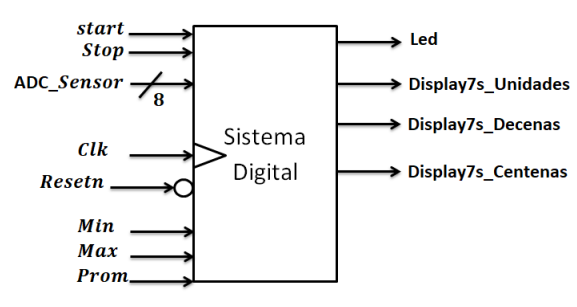 start
Stop
ADC_Sensor
8
Clk
Resetn
Min
Max
Prom
Sistema
Digital
Led
Display7s_Unidades
Display7s_Decenas
Display7s_Centenas